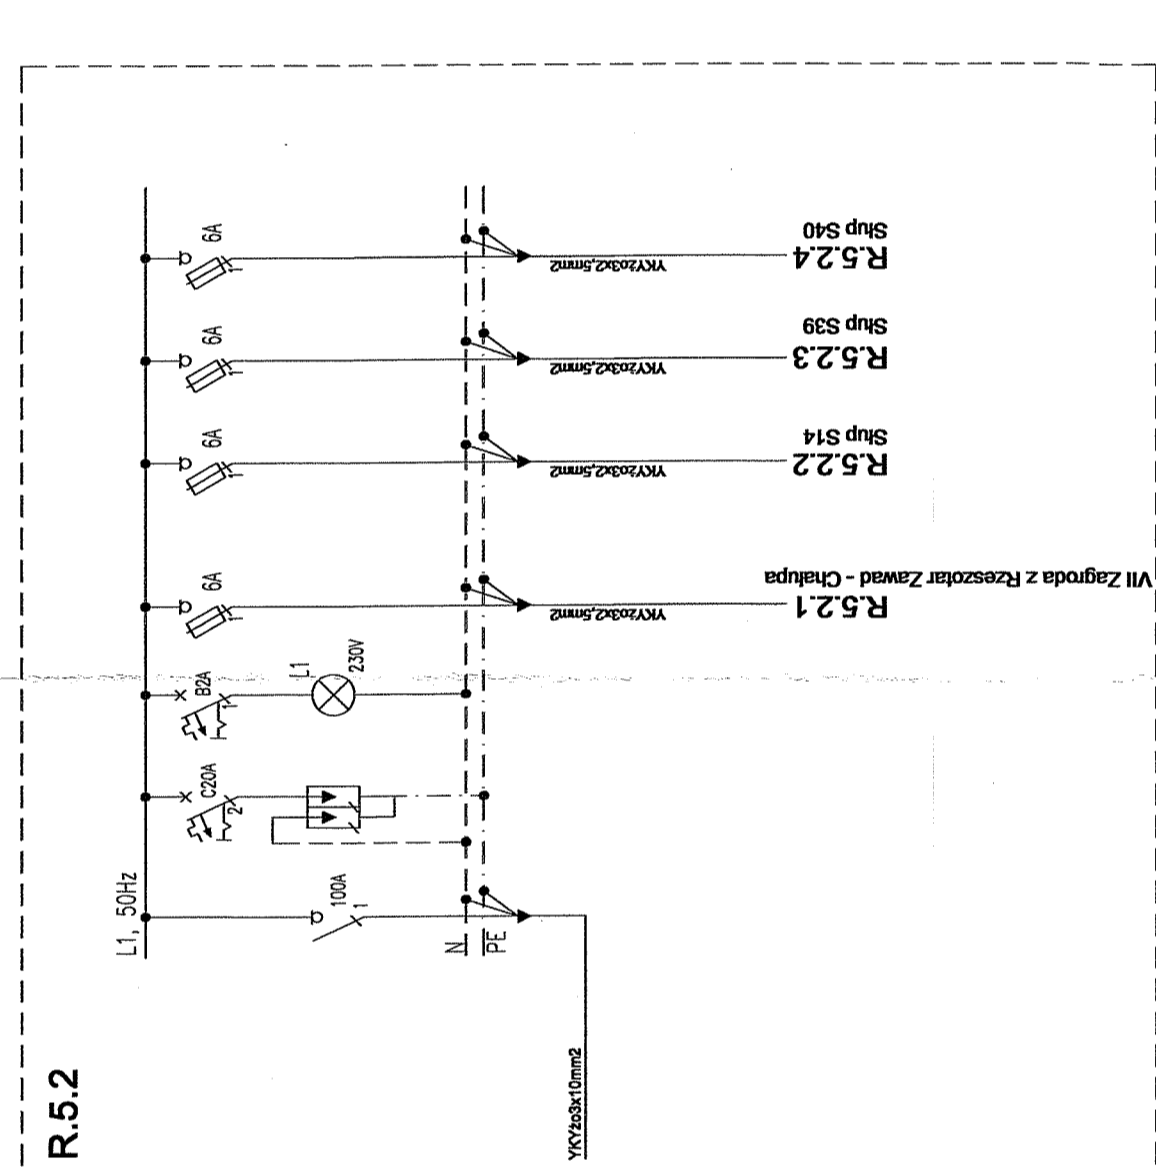 R.5.2
L1, 50Hz
N
PE
YKYżo3x10mm2
100A
1
C20A
2
B2A
1
L1
230V
6A
YKYżo3x2,5mm2
R.5.2.1
VII Zagroda z Rzeszotar Zawad - Chałupa
6A
YKYżo3x2,5mm2
R.5.2.2
Słup S14
6A
YKYżo3x2,5mm2
R.5.2.3
Słup S39
6A
YKYżo3x2,5mm2
R.5.2.4
Słup S40